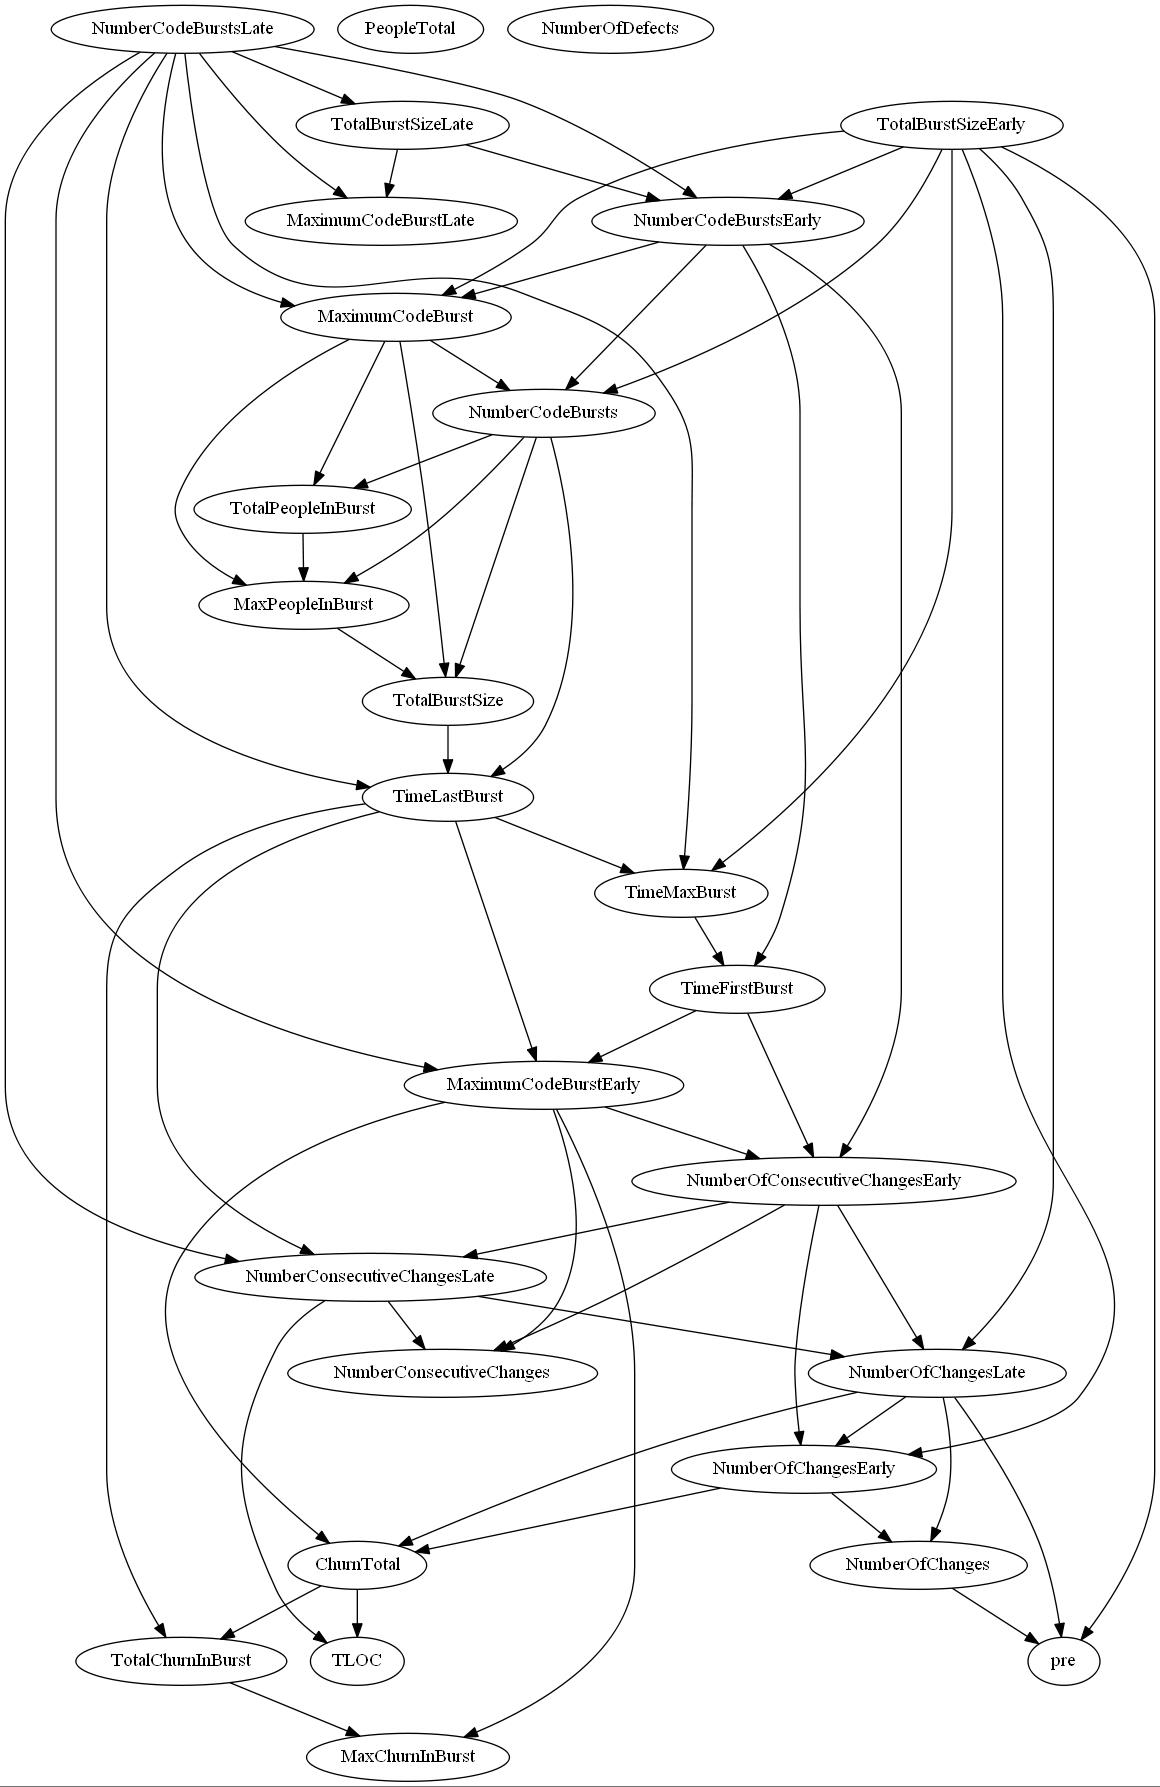 NumberCodeBurstsLate
PeopleTotal
NumberOfDefects
TotalBurstSizeLate
TotalBurstSizeEarly
MaximumCodeBurstLate
NumberCodeBurstsEarly
MaximumCodeBurst
NumberCodeBursts
TotalPeopleInBurst
MaxPeopleInBurst
TotalBurstSize
TimeLastBurst
TimeMaxBurst
TimeFirstBurst
MaximumCodeBurstEarly
NumberOfConsecutiveChangesEarly
NumberConsecutiveChangesLate
NumberConsecutiveChanges
NumberOfChangesLate
NumberOfChangesEarly
ChurnTotal
NumberOfChanges
TotalChurnInBurst
TLOC
pre
MaxChurnInBurst